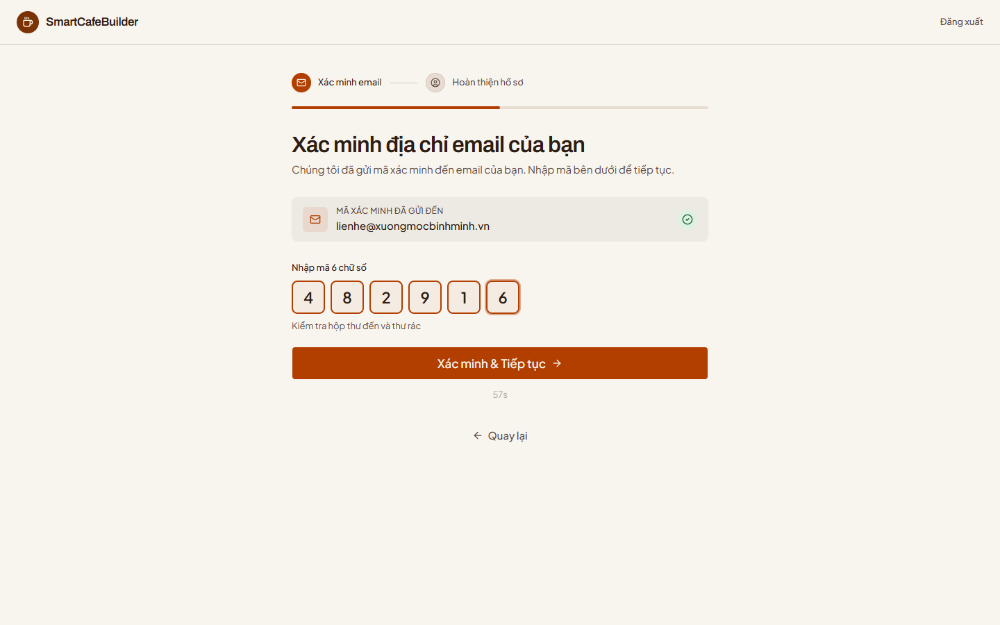 SmartCafeBuilder
Đăng xuất
Xác minh email
Hoàn thiện hồ sơ
Xác minh địa chỉ email của bạn
Chúng tôi đã gửi mã xác minh đến email của bạn. Nhập mã bên dưới để tiếp tục.
MÃ XÁC MINH ĐÃ GỬI ĐẾN
lienhe@xuongmocbinhminh.vn
Nhập mã 6 chữ số
4 8 2 9 1 6
Kiểm tra hộp thư đến và thư rác
Xác minh & Tiếp tục →
57s
← Quay lại